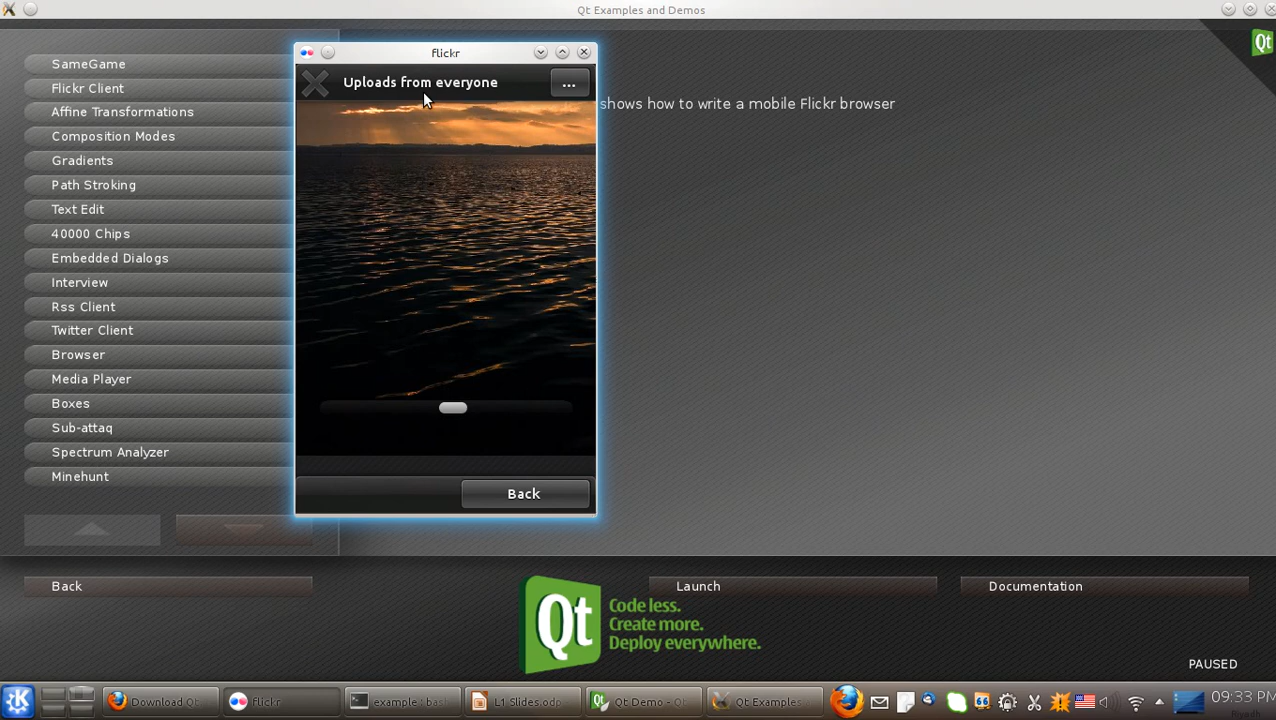 Qt Examples and Demos
SameGame
Flickr Client
Affine Transformations
Composition Modes
Gradients
Path Stroking
Text Edit
40000 Chips
Embedded Dialogs
Interview
Rss Client
Twitter Client
Browser
Media Player
Boxes
Sub-attaq
Spectrum Analyzer
Minehunt
flickr
Uploads from everyone
...
Back
shows how to write a mobile Flickr browser
Qt
Back
Launch
Documentation
Qt
Code less.
Create more.
Deploy everywhere.
PAUSED
Download Qt
flickr
example : bash
L1 Slides.odp
Qt Demo - Qt
Qt Examples
09:33 PM